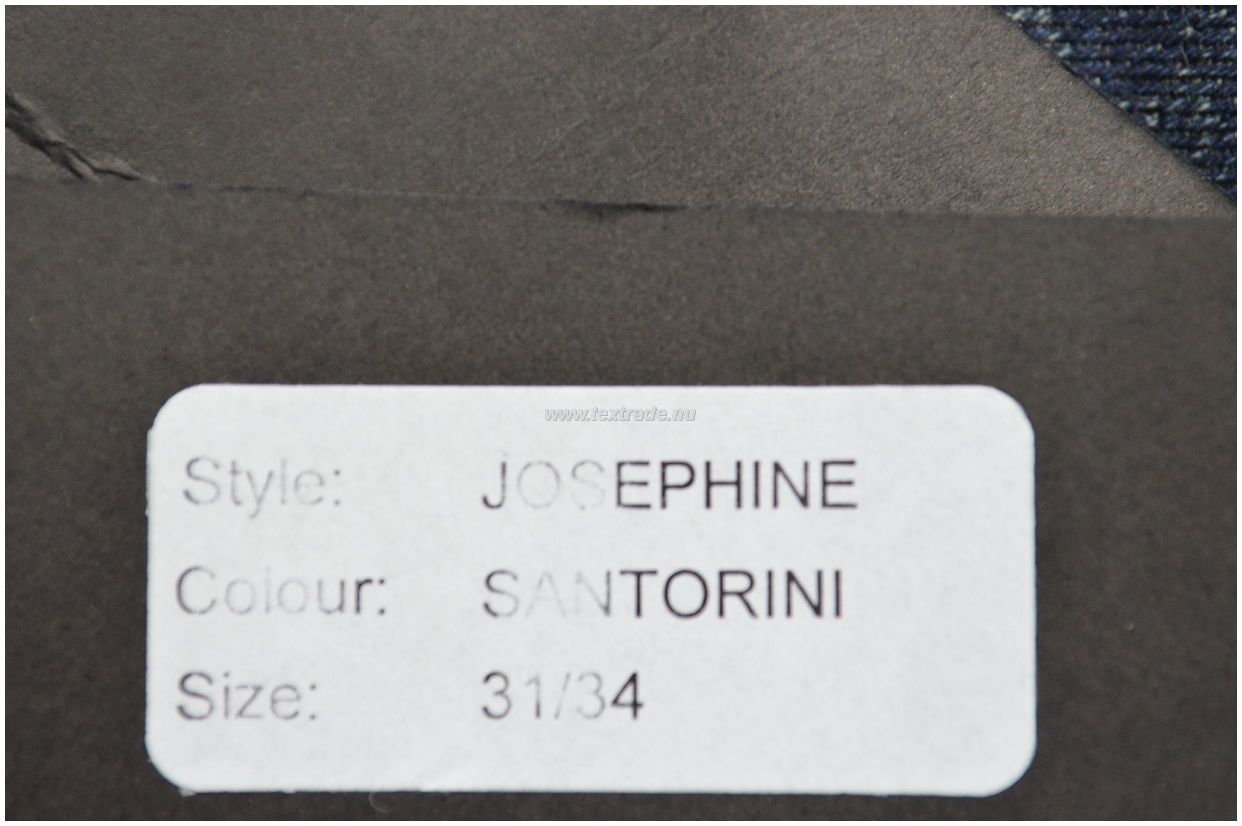 www.textrade.nu
Style: JOSEPHINE
Colour: SANTORINI
Size: 31/34